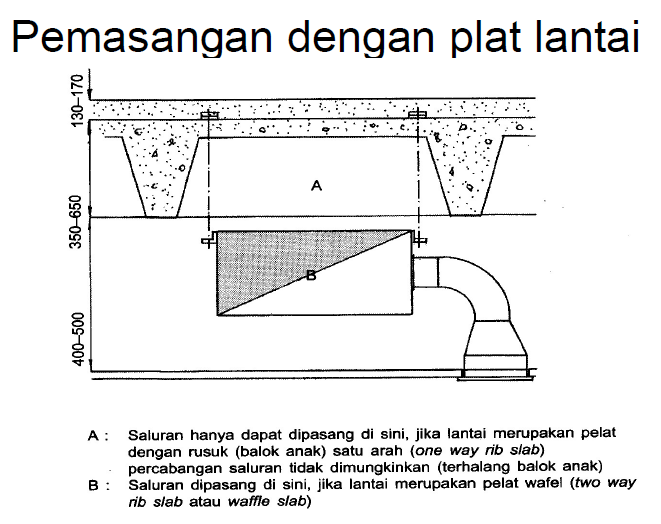 Pemasangan dengan plat lantai
130–170
A
350–650
B
400–500
A : Saluran hanya dapat dipasang di sini, jika lantai merupakan pelat
dengan rusuk (balok anak) satu arah (one way rib slab)
percabangan saluran tidak dimungkinkan (terhalang balok anak)
B : Saluran dipasang di sini, jika lantai merupakan pelat wafel (two way
rib slab atau waffle slab)